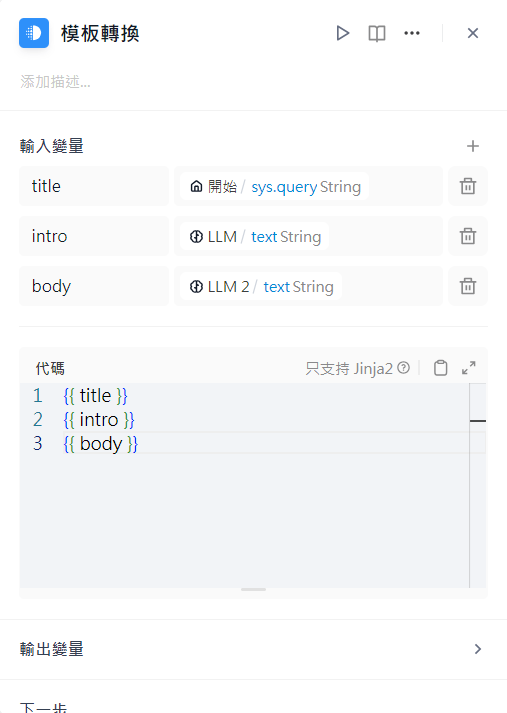 模板轉換
添加描述...
輸入變量
title 開始 / sys.query String
intro LLM / text String
body LLM 2 / text String
代碼 只支持 Jinja2
1 {{ title }}
2 {{ intro }}
3 {{ body }}
輸出變量
下一步